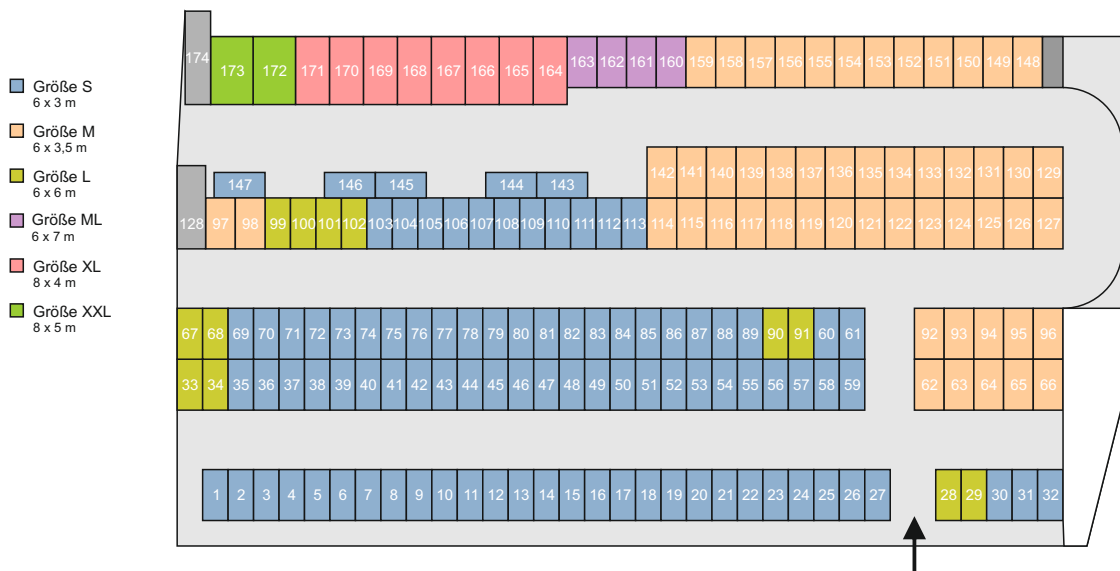 Größe S
6 x 3 m
Größe M
6 x 3,5 m
Größe L
6 x 6 m
Größe ML
6 x 7 m
Größe XL
8 x 4 m
Größe XXL
8 x 5 m
174 173 172 171 170 169 168 167 166 165 164 163 162 161 160 159 158 157 156 155 154 153 152 151 150 149 148
142 141 140 139 138 137 136 135 134 133 132 131 130 129
147 146 145 144 143
128 97 98 99 100 101 102 103 104 105 106 107 108 109 110 111 112 113 114 115 116 117 118 119 120 121 122 123 124 125 126 127
67 68 69 70 71 72 73 74 75 76 77 78 79 80 81 82 83 84 85 86 87 88 89 90 91 60 61 92 93 94 95 96
33 34 35 36 37 38 39 40 41 42 43 44 45 46 47 48 49 50 51 52 53 54 55 56 57 58 59 62 63 64 65 66
1 2 3 4 5 6 7 8 9 10 11 12 13 14 15 16 17 18 19 20 21 22 23 24 25 26 27 28 29 30 31 32